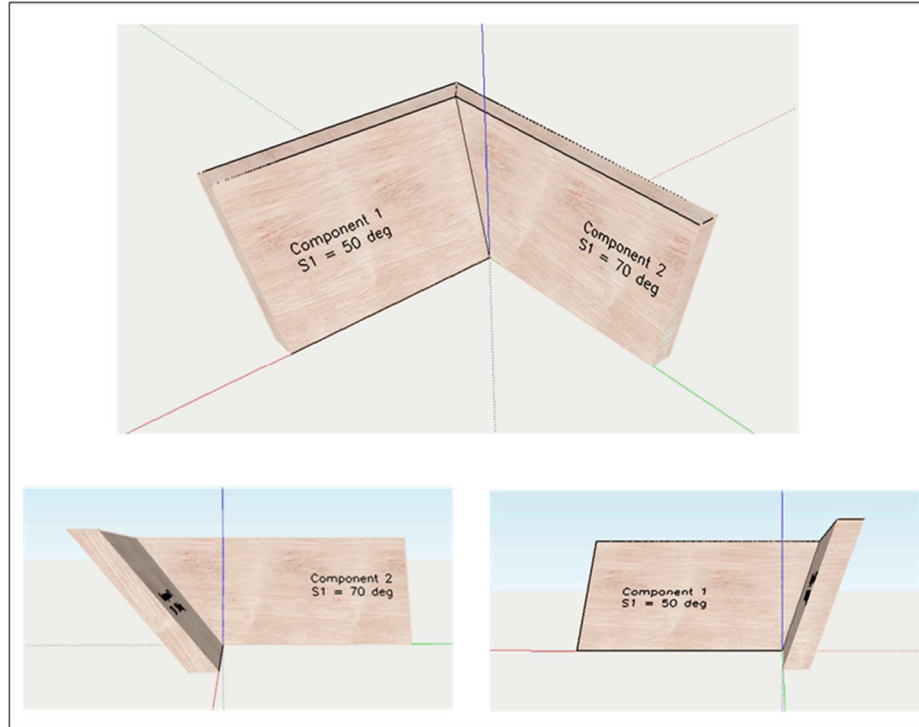 Component 1
S1 = 50 deg
Component 2
S1 = 70 deg
Component 2
S1 = 70 deg
Component 1
S1 = 50 deg